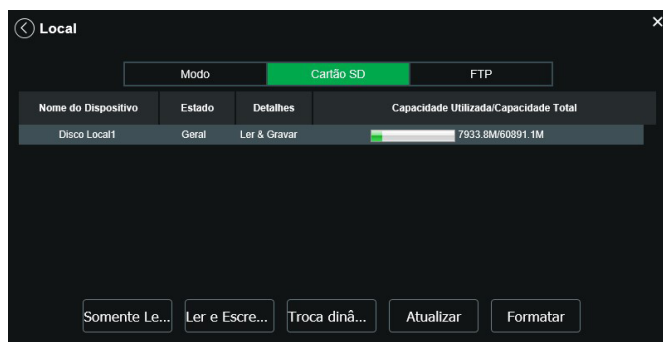 Local
Modo Cartão SD FTP
Nome do Dispositivo Estado Detalhes Capacidade Utilizada/Capacidade Total
Disco Local1 Geral Ler & Gravar 7933.8M/60891.1M
Somente Le... Ler e Escre... Troca dinâ... Atualizar Formatar